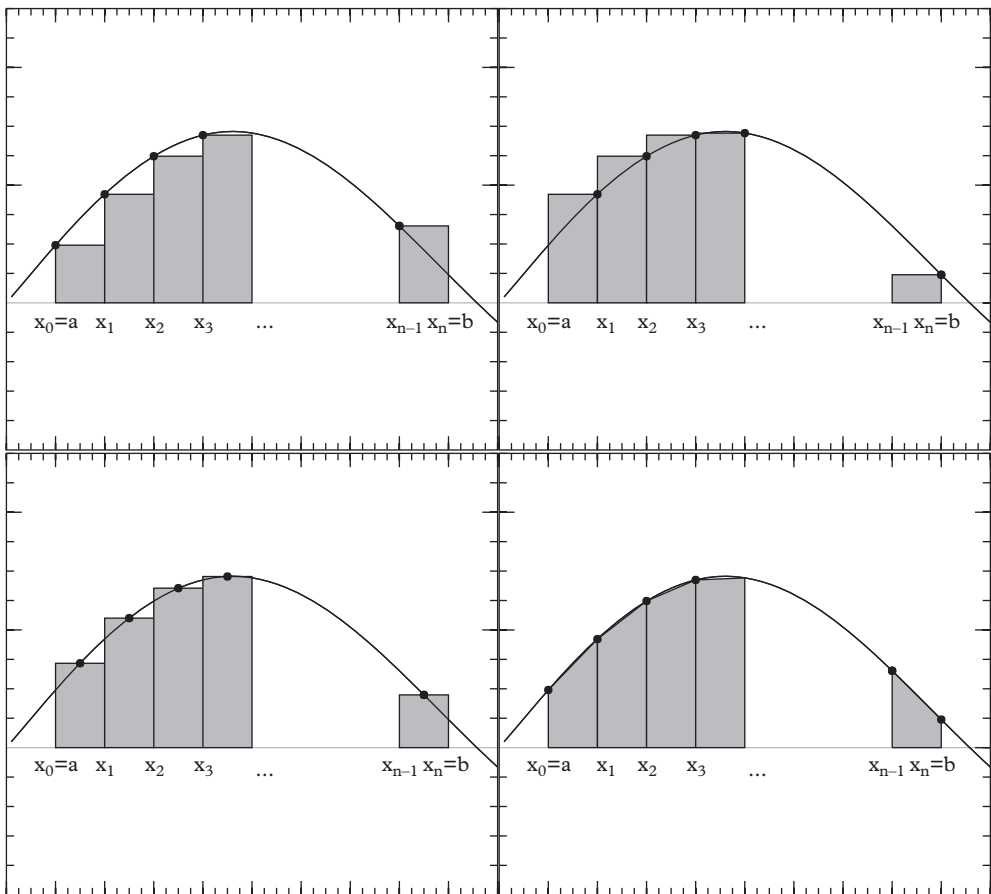 x₀=a x₁ x₂ x₃ ... xₙ₋₁ xₙ=b
x₀=a x₁ x₂ x₃ ... xₙ₋₁ xₙ=b
x₀=a x₁ x₂ x₃ ... xₙ₋₁ xₙ=b
x₀=a x₁ x₂ x₃ ... xₙ₋₁ xₙ=b